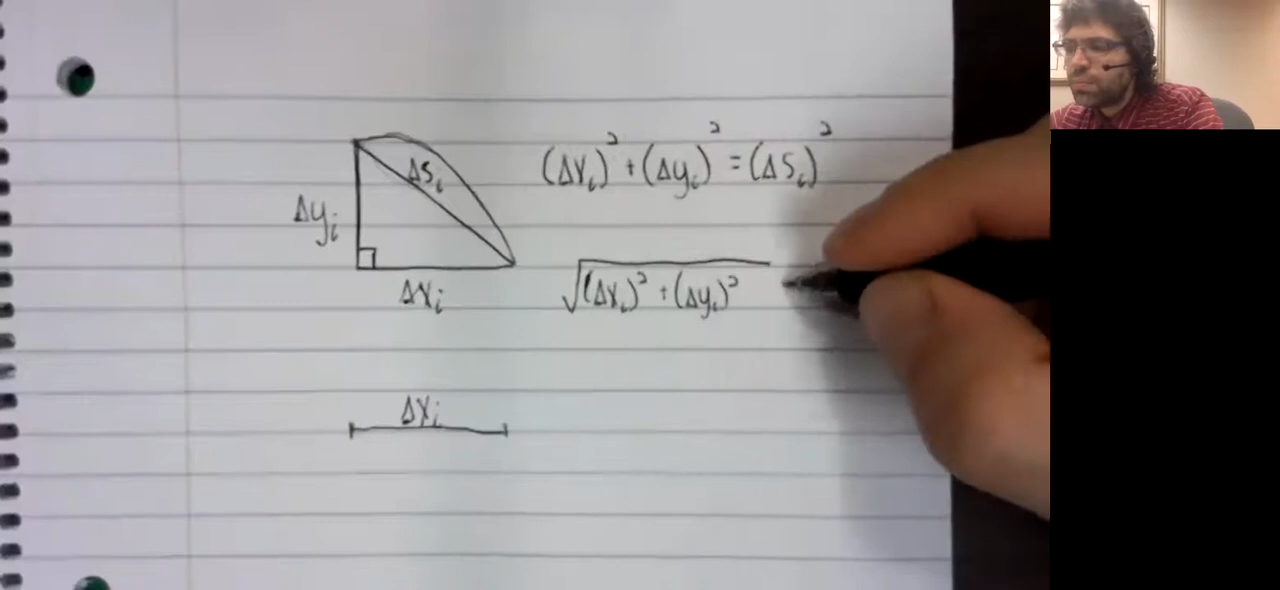 ΔSᵢ
(ΔXᵢ)² + (Δyᵢ)² = (ΔSᵢ)²
Δyᵢ
ΔXᵢ
√(ΔXᵢ)² + (Δyᵢ)²
ΔXᵢ